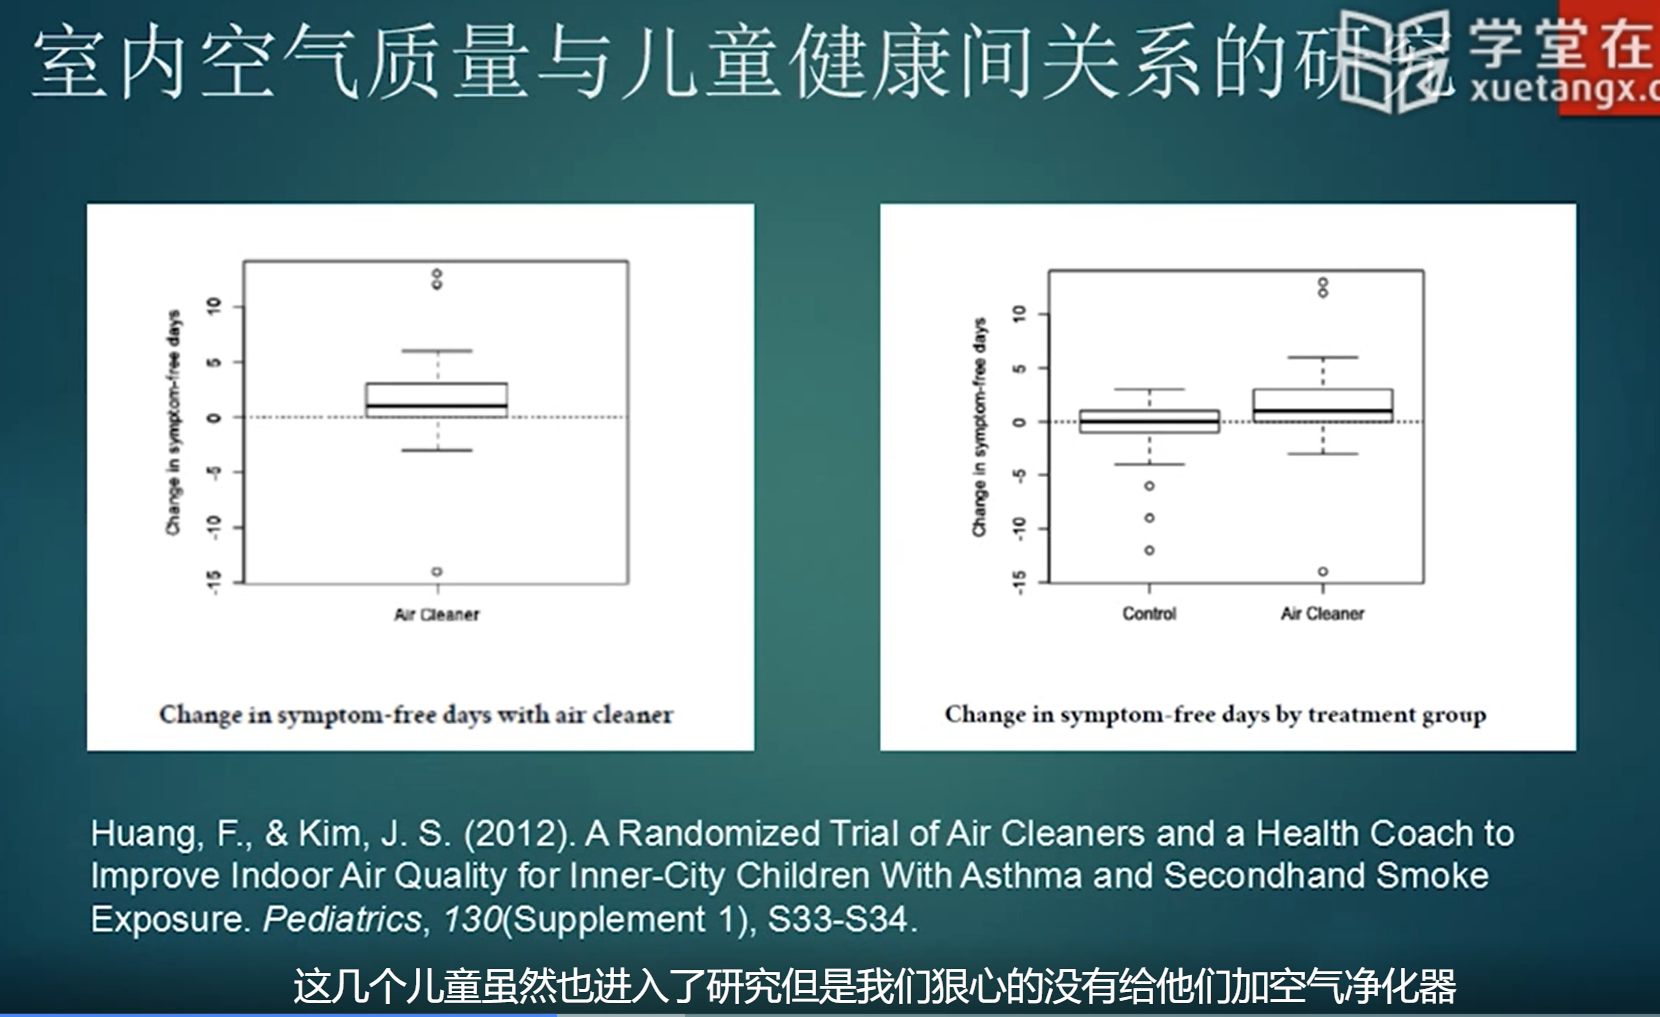 室内空气质量与儿童健康间关系的研究
学堂在
xuetangx.c
Change in symptom-free days
10
5
0
-5
-10
-15
Air Cleaner
Change in symptom-free days with air cleaner
Change in symptom-free days
10
5
0
-5
-10
-15
Control
Air Cleaner
Change in symptom-free days by treatment group
Huang, F., & Kim, J. S. (2012). A Randomized Trial of Air Cleaners and a Health Coach to
Improve Indoor Air Quality for Inner-City Children With Asthma and Secondhand Smoke
Exposure. Pediatrics, 130(Supplement 1), S33-S34.
这几个儿童虽然也进入了研究但是我们狠心的没有给他们加空气净化器